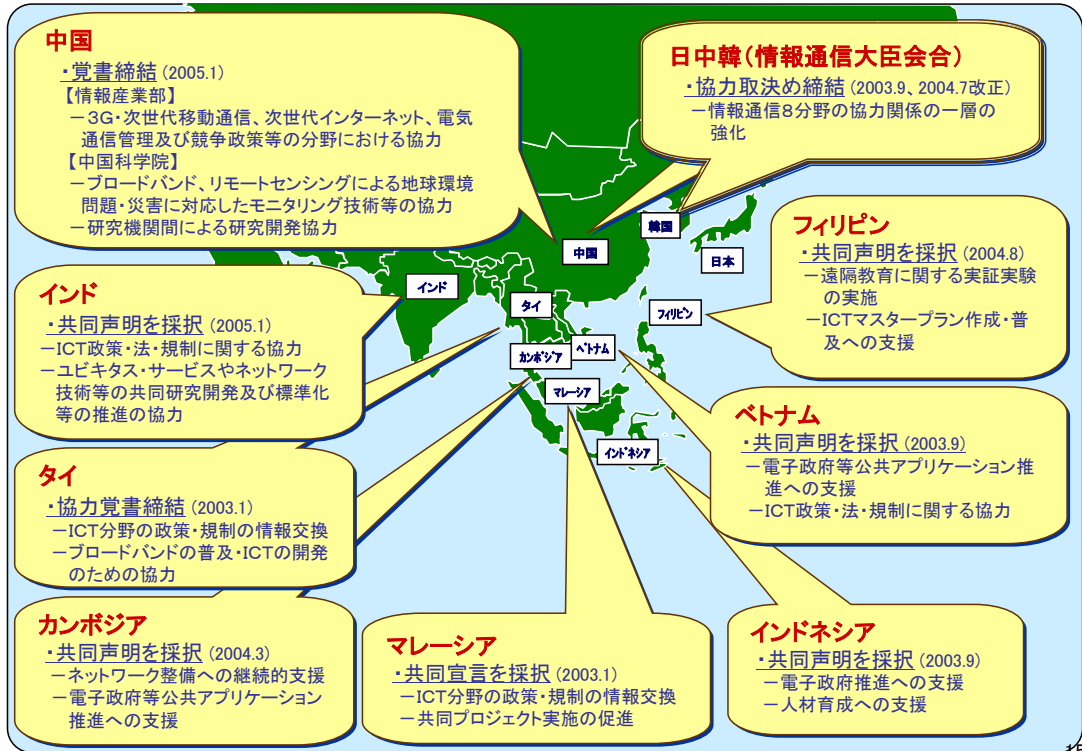 中国
・覚書締結 (2005.1)
【情報産業部】
－３Ｇ・次世代移動通信、次世代インターネット、電気
通信管理及び競争政策等の分野における協力
【中国科学院】
－ブロードバンド、リモートセンシングによる地球環境
問題・災害に対応したモニタリング技術等の協力
－研究機関間による研究開発協力
日中韓（情報通信大臣会合）
・協力取決め締結 (2003.9、2004.7改正)
－情報通信８分野の協力関係の一層の
強化
韓国
中国
日本
インド
タイ
フィリピン
カンボジア
ベトナム
マレーシア
インドネシア
フィリピン
・共同声明を採択 (2004.8)
－遠隔教育に関する実証実験
の実施
－ＩＣＴマスタープラン作成・普
及への支援
インド
・共同声明を採択 (2005.1)
－ＩＣＴ政策・法・規制に関する協力
－ユビキタス・サービスやネットワーク
技術等の共同研究開発及び標準化
等の推進の協力
ベトナム
・共同声明を採択 (2003.9)
－電子政府等公共アプリケーション推
進への支援
－ＩＣＴ政策・法・規制に関する協力
タイ
・協力覚書締結 (2003.1)
－ＩＣＴ分野の政策・規制の情報交換
－ブロードバンドの普及・ＩＣＴの開発
のための協力
カンボジア
・共同声明を採択 (2004.3)
－ネットワーク整備への継続的支援
－電子政府等公共アプリケーション
推進への支援
マレーシア
・共同宣言を採択 (2003.1)
－ＩＣＴ分野の政策・規制の情報交換
－共同プロジェクト実施の促進
インドネシア
・共同声明を採択 (2003.9)
－電子政府推進への支援
－人材育成への支援